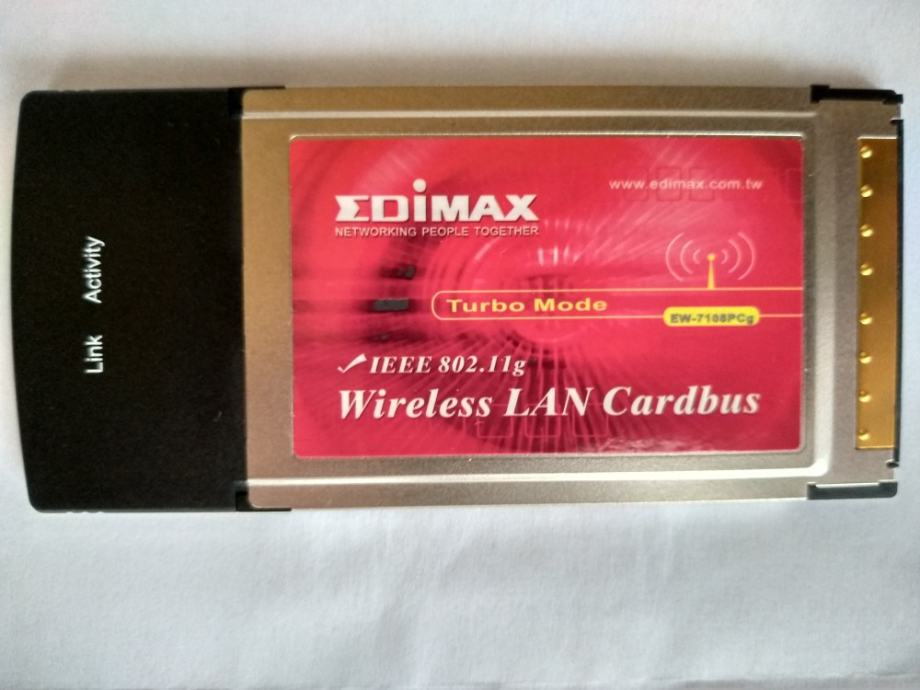 Link Activity
EDiMAX
NETWORKING PEOPLE TOGETHER
www.edimax.com.tw
Turbo Mode
EW-7108PCg
IEEE 802.11g
Wireless LAN Cardbus